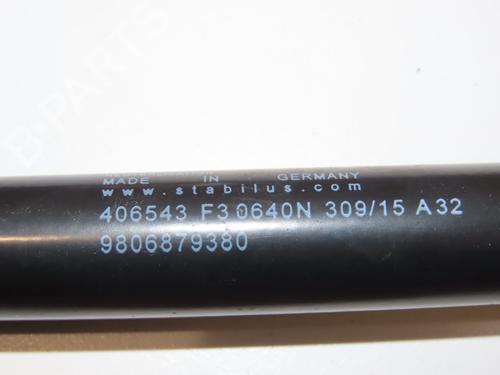 MADE IN GERMANY
www.stabilus.com
406543 F3 0640N 309/15 A32
9806879380
B-PARTS